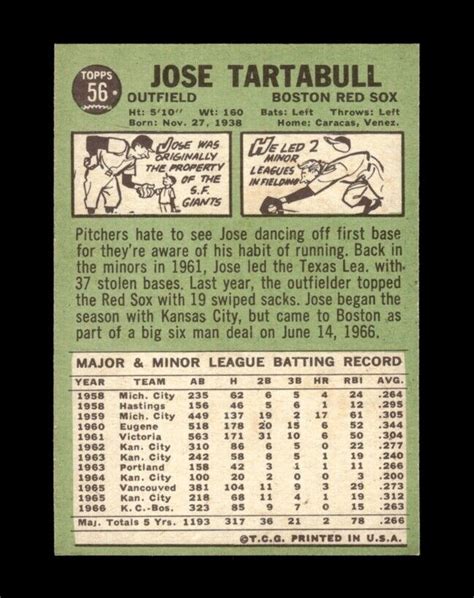 TOPPS
56
JOSE TARTABULL
OUTFIELD BOSTON RED SOX
Ht: 5'10" Wt: 160 Bats: Left Throws: Left
Born: Nov. 27, 1938 Home: Caracas, Venez.
JOSE WAS
ORIGINALLY
THE PROPERTY
OF THE
S.F.
GIANTS
HE LED 2
MINOR
LEAGUES
IN FIELDING
Pitchers hate to see Jose dancing off first base
for they're aware of his habit of running. Back in
the minors in 1961, Jose led the Texas Lea. with
37 stolen bases. Last year, the outfielder topped
the Red Sox with 19 swiped sacks. Jose began the
season with Kansas City, but came to Boston as
part of a big six man deal on June 14, 1966.
MAJOR & MINOR LEAGUE BATTING RECORD
YEAR TEAM AB H 2B 3B HR RBI AVG.
1958 Mich. City 235 62 6 5 4 24 .264
1958 Hastings 156 46 5 6 1 12 .295
1959 Mich. City 449 137 19 2 17 61 .305
1960 Eugene 518 178 20 15 6 52 .344
1961 Victoria 563 171 31 10 6 50 .304
1962 Kan. City 310 86 6 5 0 22 .277
1963 Kan. City 242 58 8 5 1 19 .240
1963 Portland 158 42 3 1 1 11
1964 Kan. City 100 20 2 0 0 3 .200
1965 Vancouved 381 104 8 3 11 29 .273
1965 Kan. City 218 68 11 4 1 19 .312
1966 K.C.-Bos. 323 85 9 7 0 15
Maj. Totals 5 Yrs. 1193 317 36 21 2 78 .266
©T.C.G. PRINTED IN U.S.A.